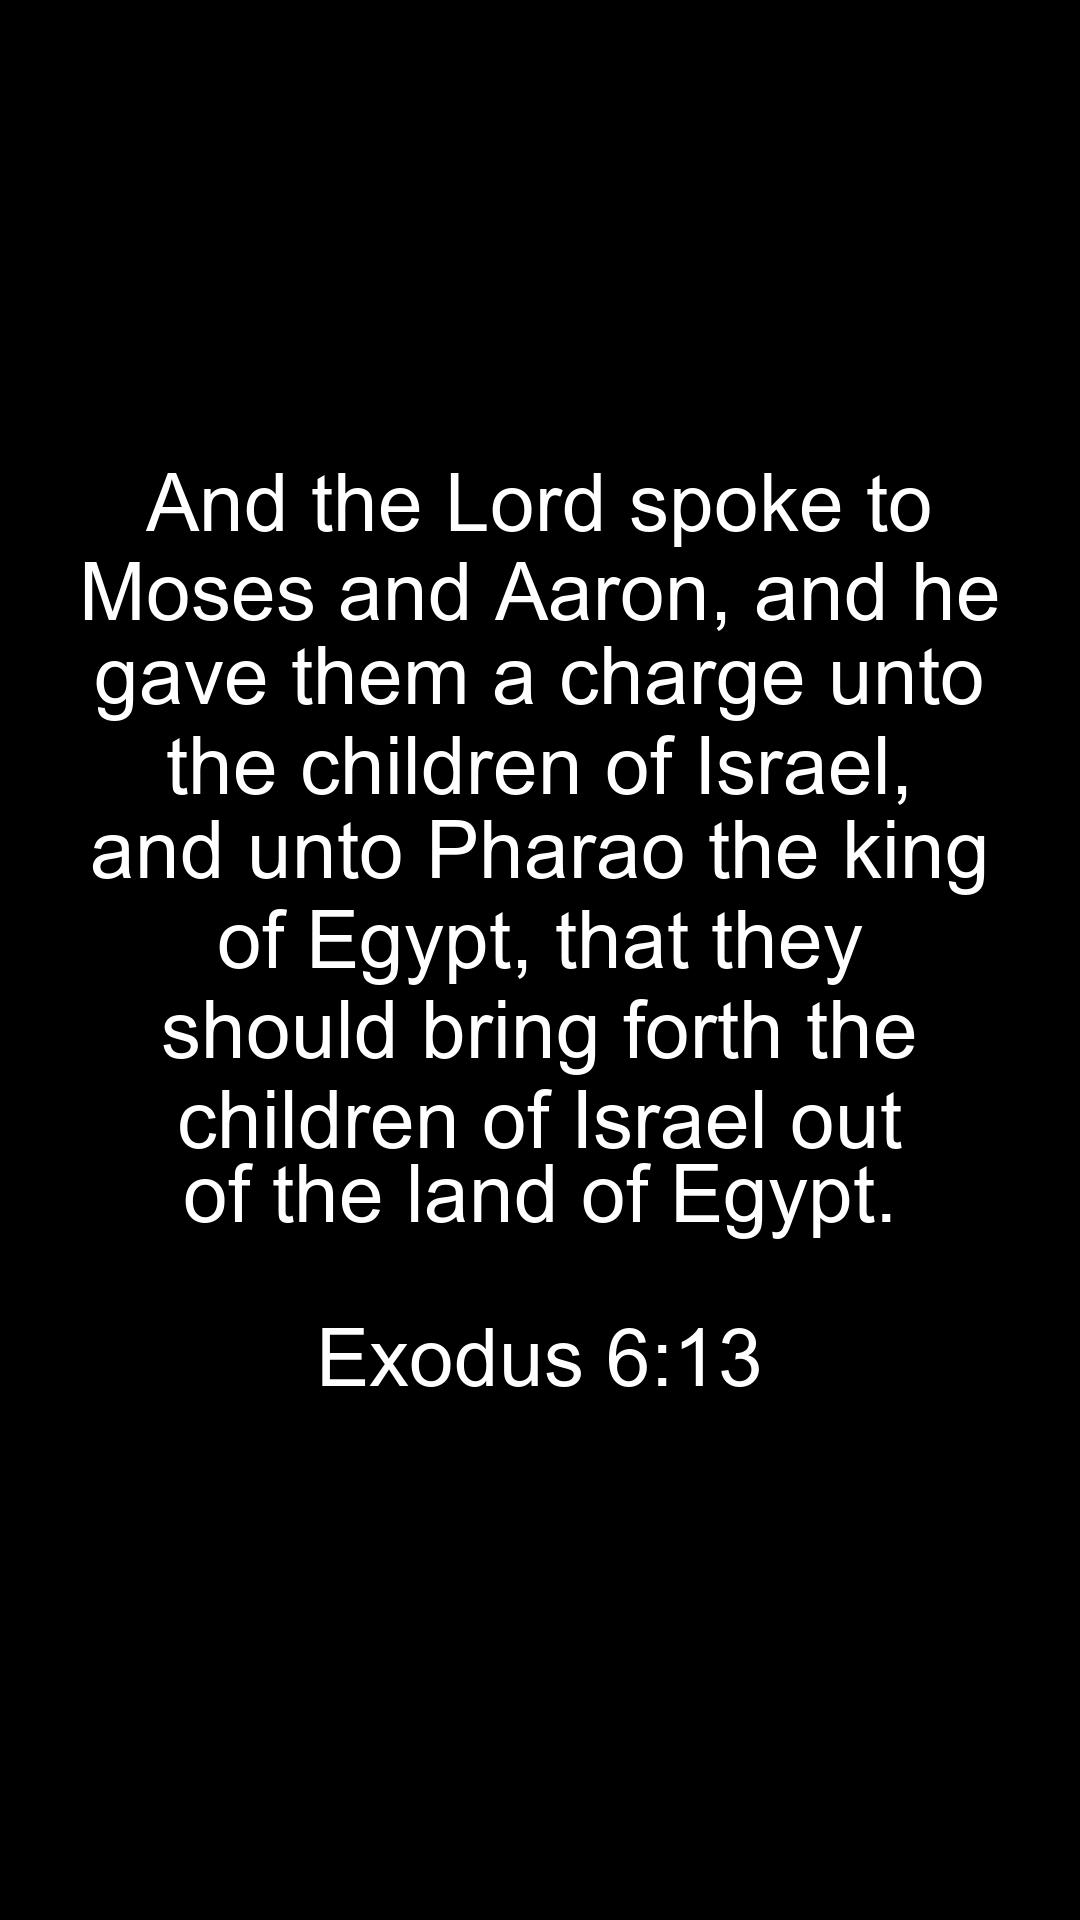 And the Lord spoke to
Moses and Aaron, and he
gave them a charge unto
the children of Israel,
and unto Pharao the king
of Egypt, that they
should bring forth the
children of Israel out
of the land of Egypt.
Exodus 6:13